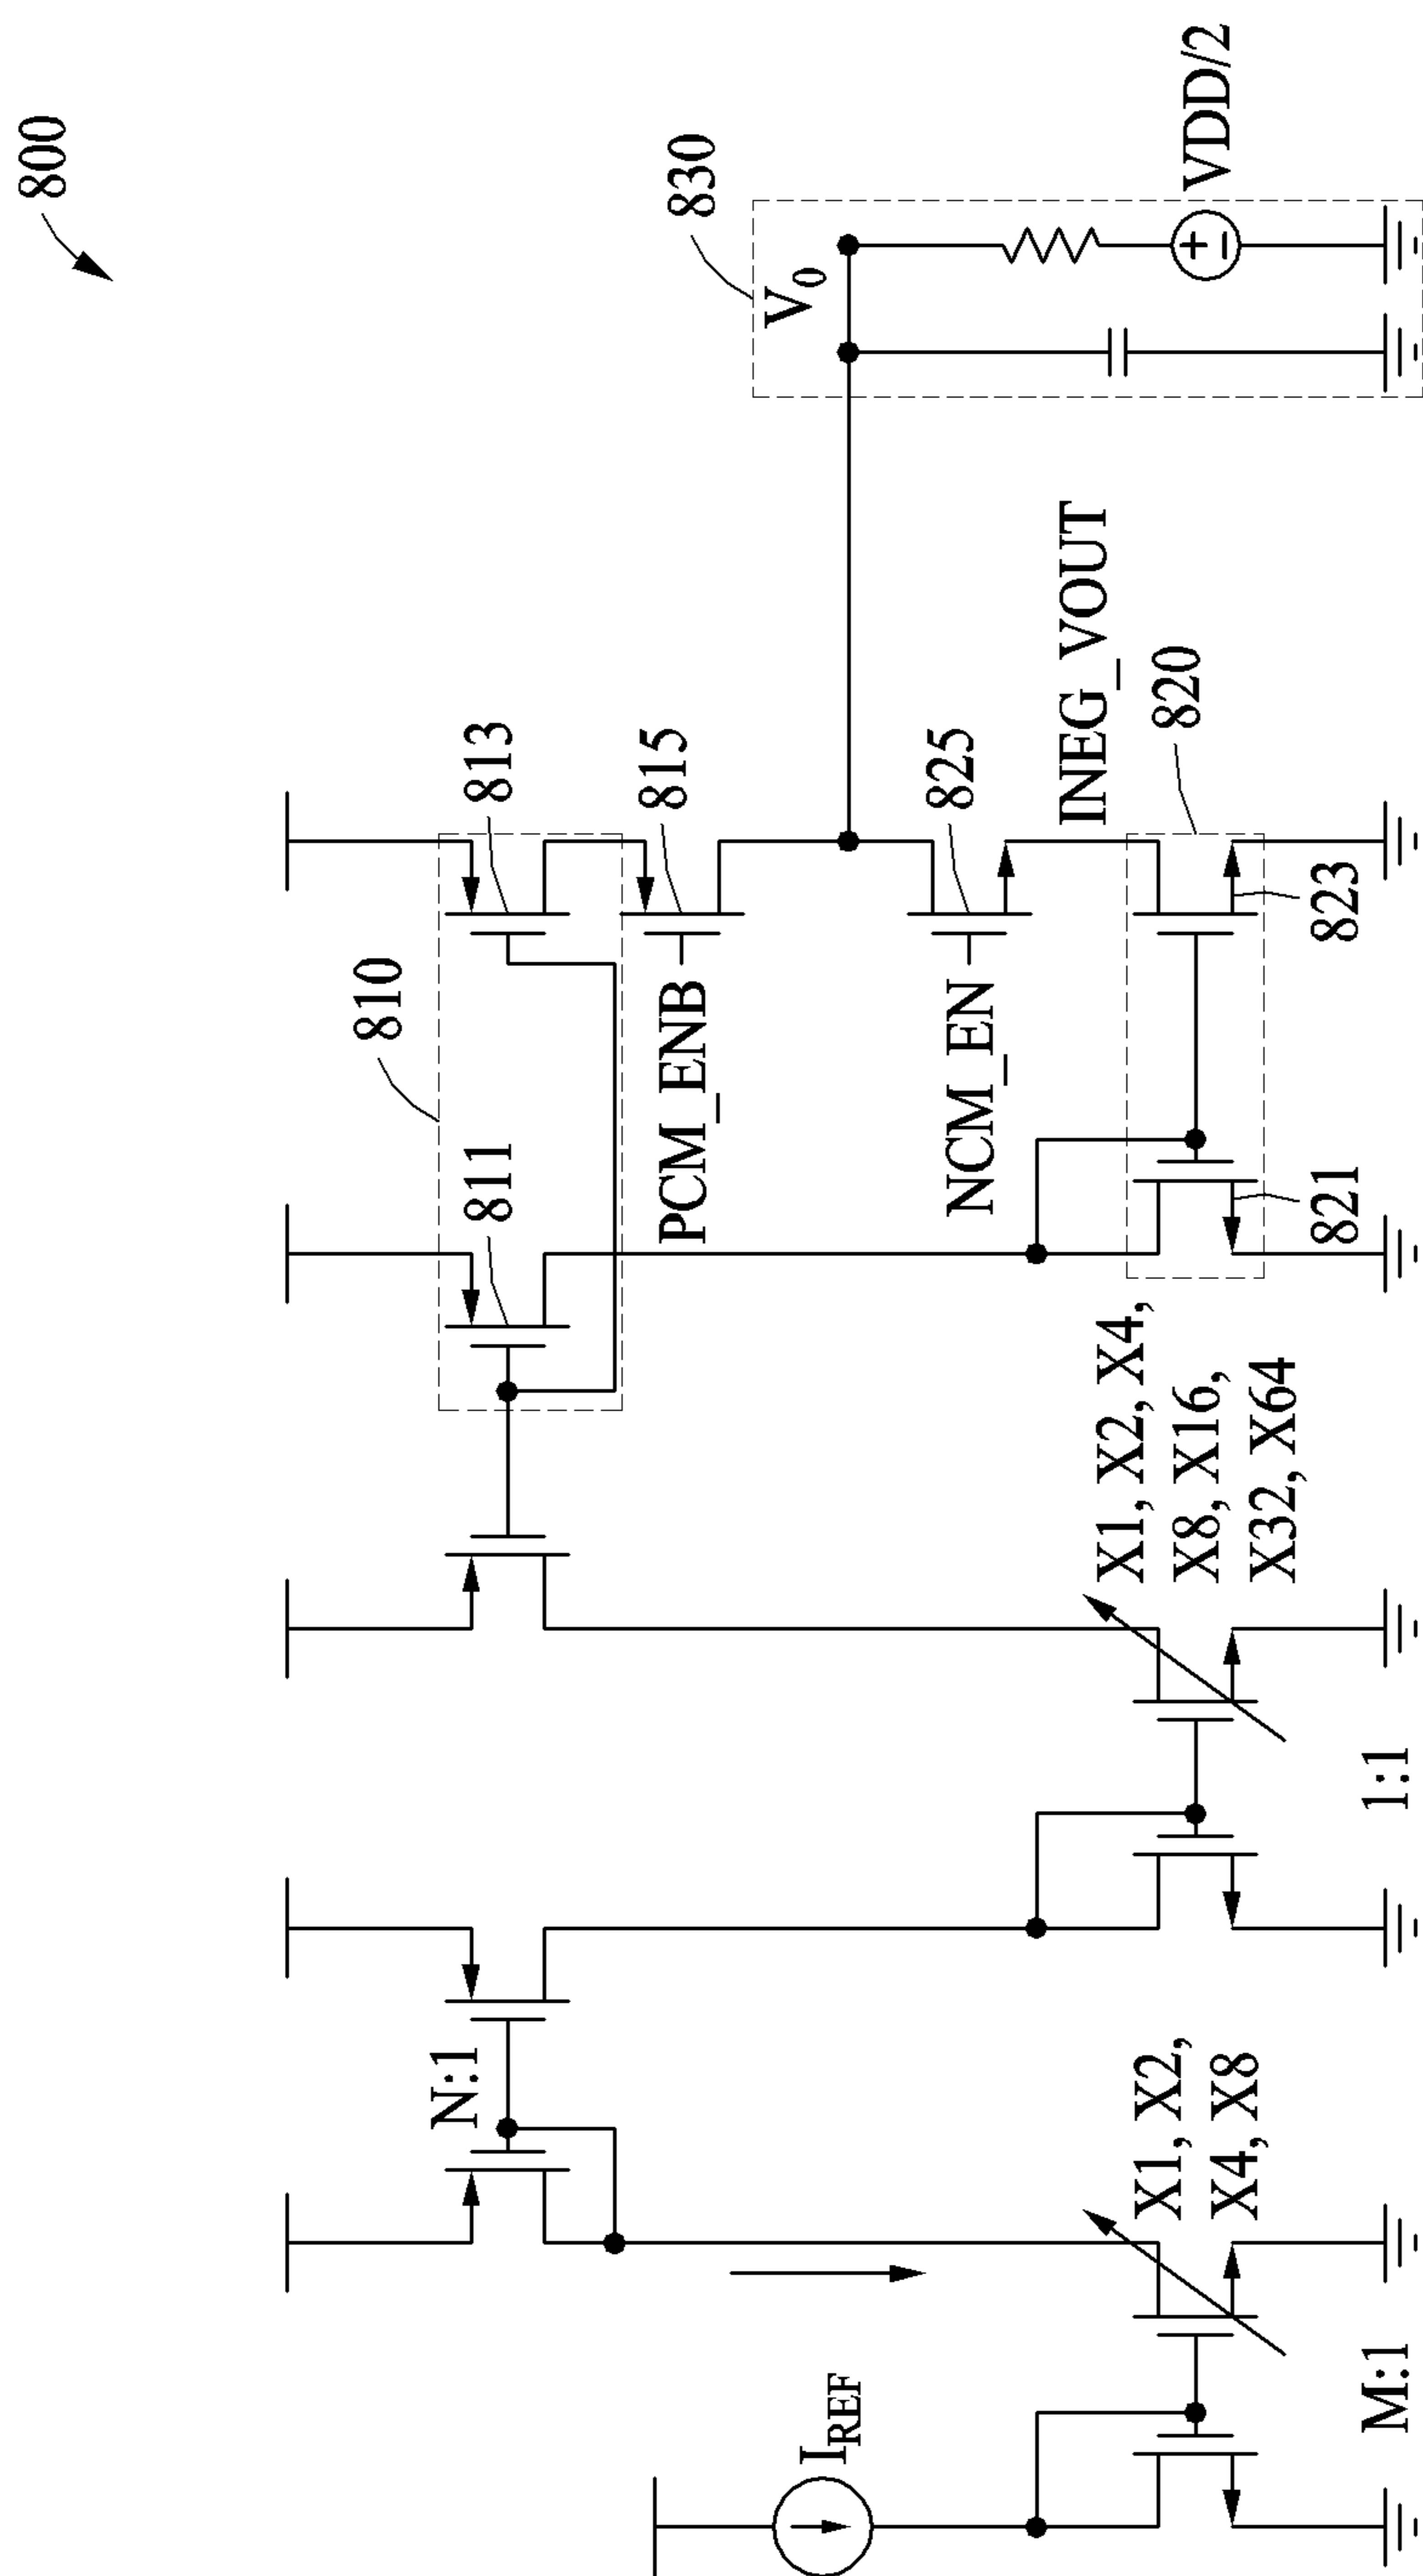 800
810
811
813
PCM_ENB
815
V0
830
NCM_EN
825
INEG_VOUT
820
821
823
VDD/2
N:1
IREF
X1, X2,
X4, X8
M:1
X1, X2, X4,
X8, X16,
X32, X64
1:1